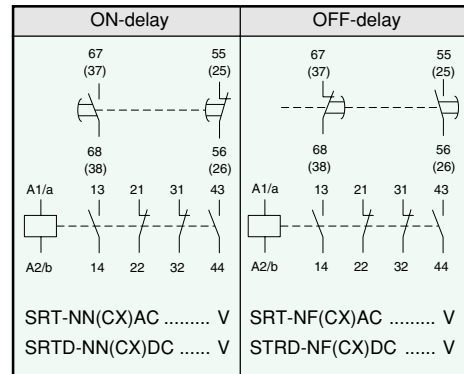 ON-delay OFF-delay
67 55 67 55
(37) (25) (37) (25)
68 56 68 56
(38) (26) (38) (26)
A1/a 13 21 31 43 A1/a 13 21 31 43
A2/b 14 22 32 44 A2/b 14 22 32 44
SRT-NN(CX)AC ......... V SRT-NF(CX)AC ......... V
SRTD-NN(CX)DC ...... V STRD-NF(CX)DC ...... V